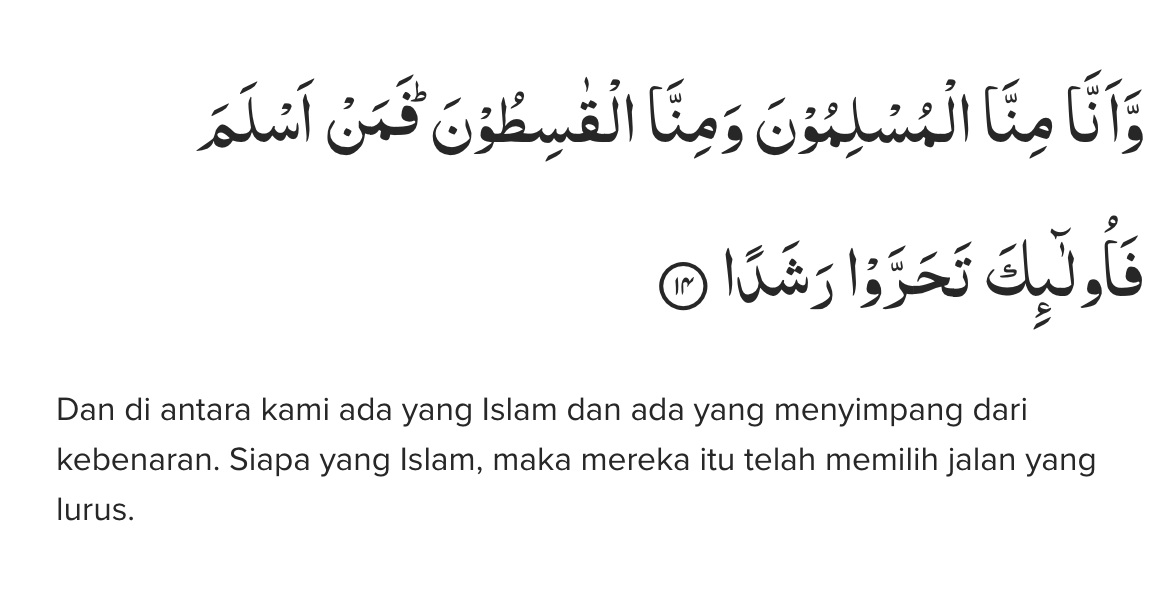 وَّاَنَّا مِنَّا الْمُسْلِمُوْنَ وَمِنَّا الْقٰسِطُوْنَۗ فَمَنْ اَسْلَمَ
فَاُولٰۤىِٕكَ تَحَرَّوْا رَشَدًا ١٤
Dan di antara kami ada yang Islam dan ada yang menyimpang dari
kebenaran. Siapa yang Islam, maka mereka itu telah memilih jalan yang
lurus.